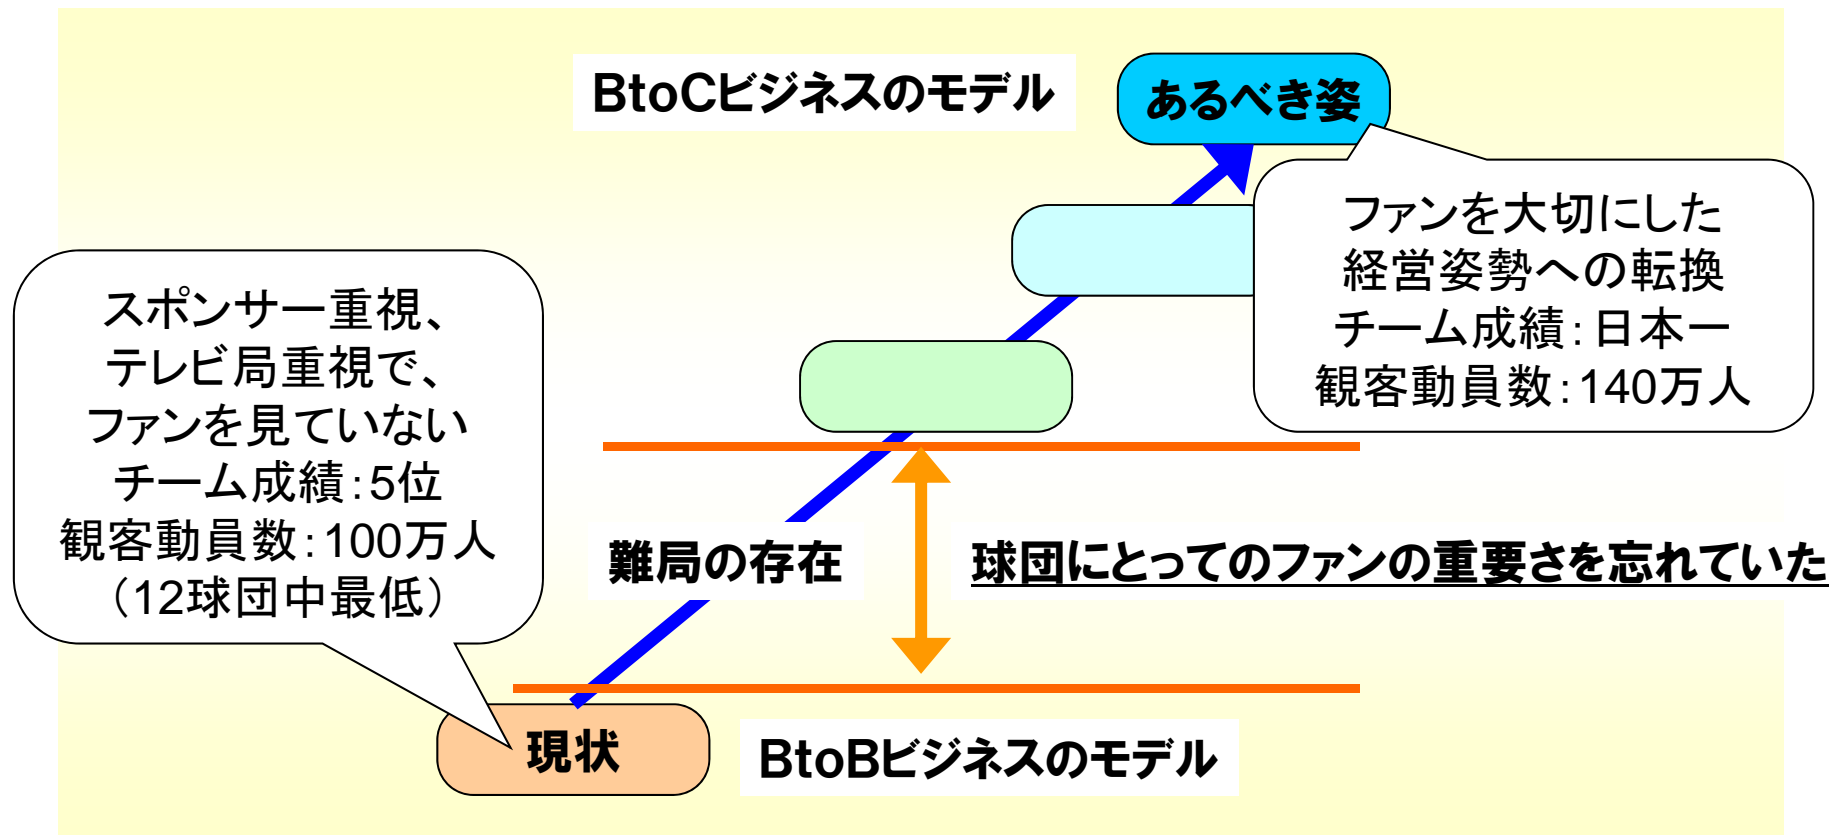 BtoCビジネスのモデル
あるべき姿
ファンを大切にした
経営姿勢への転換
チーム成績：日本一
観客動員数：140万人
スポンサー重視、
テレビ局重視で、
ファンを見ていない
チーム成績：5位
観客動員数：100万人
（12球団中最低）
難局の存在
球団にとってのファンの重要さを忘れていた
現状
BtoBビジネスのモデル